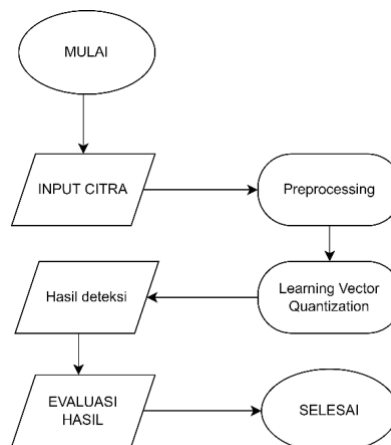 MULAI
INPUT CITRA
Preprocessing
Learning Vector
Quantization
Hasil deteksi
EVALUASI
HASIL
SELESAI